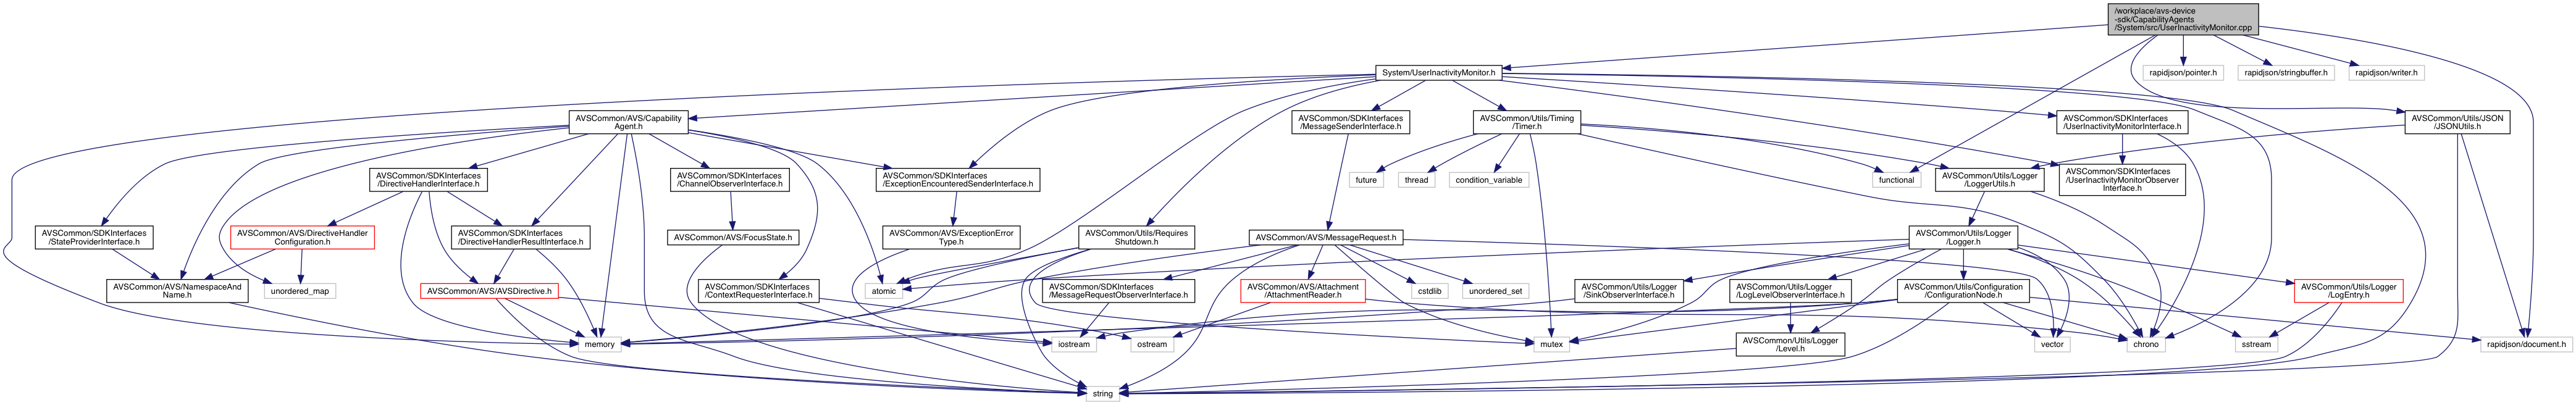 /workplace/avs-device
-sdk/CapabilityAgents
/System/src/UserInactivityMonitor.cpp
System/UserInactivityMonitor.h
rapidjson/pointer.h
rapidjson/stringbuffer.h
rapidjson/writer.h
AVSCommon/AVS/Capability
Agent.h
AVSCommon/SDKInterfaces
/MessageSenderInterface.h
AVSCommon/Utils/Timing
/Timer.h
AVSCommon/SDKInterfaces
/UserInactivityMonitorInterface.h
AVSCommon/Utils/JSON
/JSONUtils.h
AVSCommon/SDKInterfaces
/DirectiveHandlerInterface.h
AVSCommon/SDKInterfaces
/ChannelObserverInterface.h
AVSCommon/SDKInterfaces
/ExceptionEncounteredSenderInterface.h
future
thread
condition_variable
functional
AVSCommon/Utils/Logger
/LoggerUtils.h
AVSCommon/SDKInterfaces
/UserInactivityMonitorObserver
Interface.h
AVSCommon/SDKInterfaces
/StateProviderInterface.h
AVSCommon/AVS/DirectiveHandler
Configuration.h
AVSCommon/SDKInterfaces
/DirectiveHandlerResultInterface.h
AVSCommon/AVS/FocusState.h
AVSCommon/AVS/ExceptionError
Type.h
AVSCommon/Utils/Requires
Shutdown.h
AVSCommon/AVS/MessageRequest.h
AVSCommon/Utils/Logger
/Logger.h
AVSCommon/AVS/NamespaceAnd
Name.h
unordered_map
AVSCommon/AVS/AVSDirective.h
AVSCommon/SDKInterfaces
/ContextRequesterInterface.h
atomic
AVSCommon/SDKInterfaces
/MessageRequestObserverInterface.h
AVSCommon/AVS/Attachment
/AttachmentReader.h
cstdlib
unordered_set
AVSCommon/Utils/Logger
/SinkObserverInterface.h
AVSCommon/Utils/Logger
/LogLevelObserverInterface.h
AVSCommon/Utils/Configuration
/ConfigurationNode.h
AVSCommon/Utils/Logger
/LogEntry.h
memory
iostream
ostream
mutex
AVSCommon/Utils/Logger
/Level.h
vector
chrono
sstream
rapidjson/document.h
string